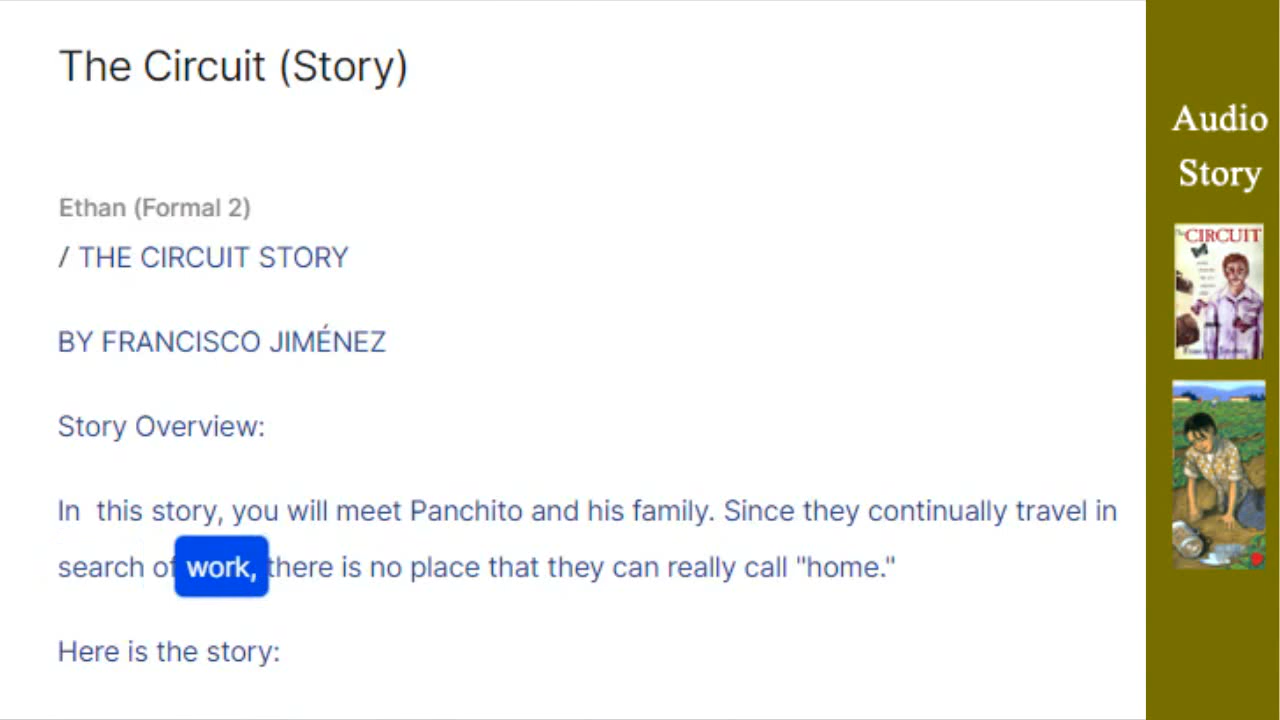 The Circuit (Story)
Ethan (Formal 2)
/ THE CIRCUIT STORY
BY FRANCISCO JIMÉNEZ
Story Overview:
In  this story, you will meet Panchito and his family. Since they continually travel in
search of work, there is no place that they can really call "home."
Here is the story:
Audio
Story
The CIRCUIT